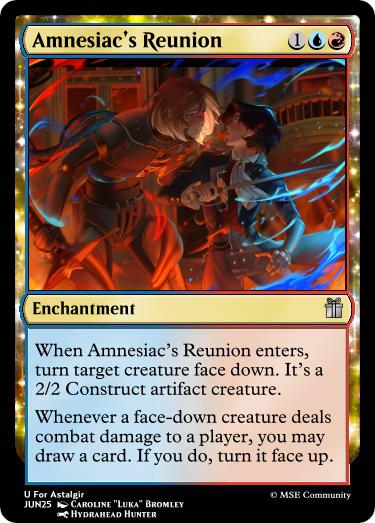 Amnesiac's Reunion 1
Enchantment
When Amnesiac's Reunion enters,
turn target creature face down. It's a
2/2 Construct artifact creature.
Whenever a face-down creature deals
combat damage to a player, you may
draw a card. If you do, turn it face up.
U For Astalgir
JUN25 Caroline "Luka" Bromley © MSE Community
Hydrahead Hunter